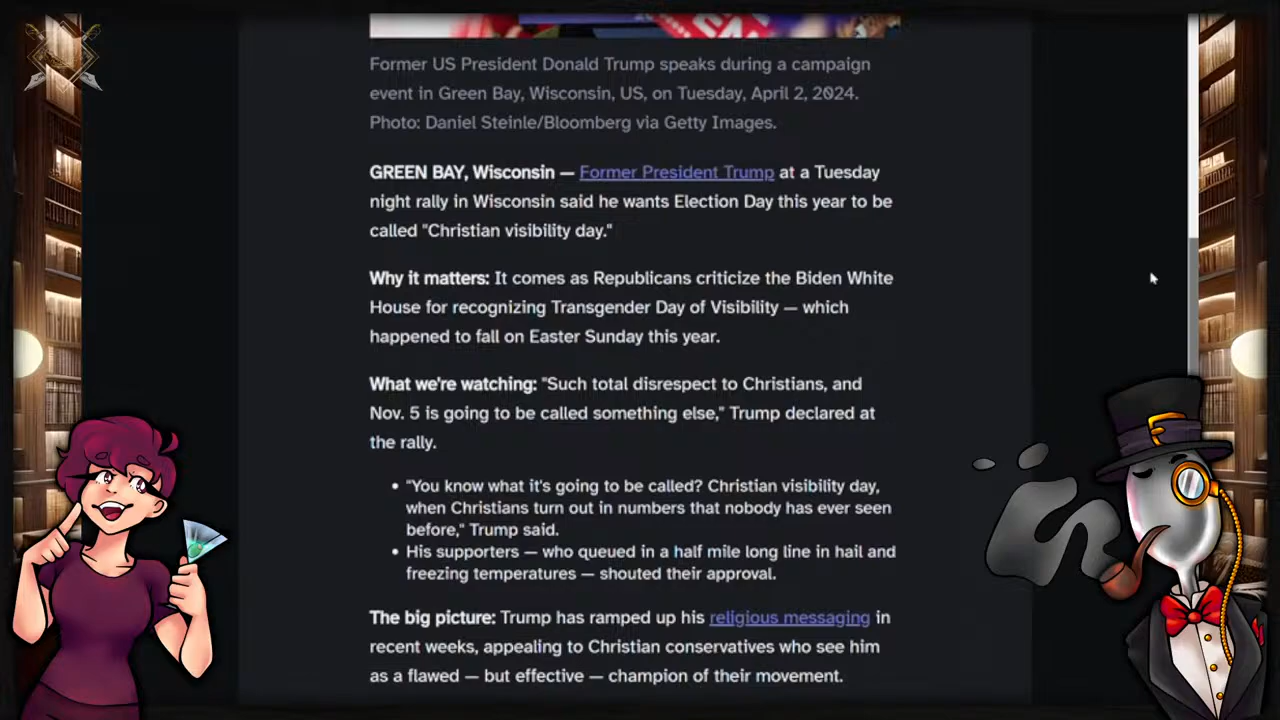 Former US President Donald Trump speaks during a campaign
event in Green Bay, Wisconsin, US, on Tuesday, April 2, 2024.
Photo: Daniel Steinle/Bloomberg via Getty Images.
GREEN BAY, Wisconsin — Former President Trump at a Tuesday
night rally in Wisconsin said he wants Election Day this year to be
called "Christian visibility day."
Why it matters: It comes as Republicans criticize the Biden White
House for recognizing Transgender Day of Visibility — which
happened to fall on Easter Sunday this year.
What we're watching: "Such total disrespect to Christians, and
Nov. 5 is going to be called something else," Trump declared at
the rally.
• "You know what it's going to be called? Christian visibility day,
when Christians turn out in numbers that nobody has ever seen
before," Trump said.
• His supporters — who queued in a half mile long line in hail and
freezing temperatures — shouted their approval.
The big picture: Trump has ramped up his religious messaging in
recent weeks, appealing to Christian conservatives who see him
as a flawed — but effective — champion of their movement.